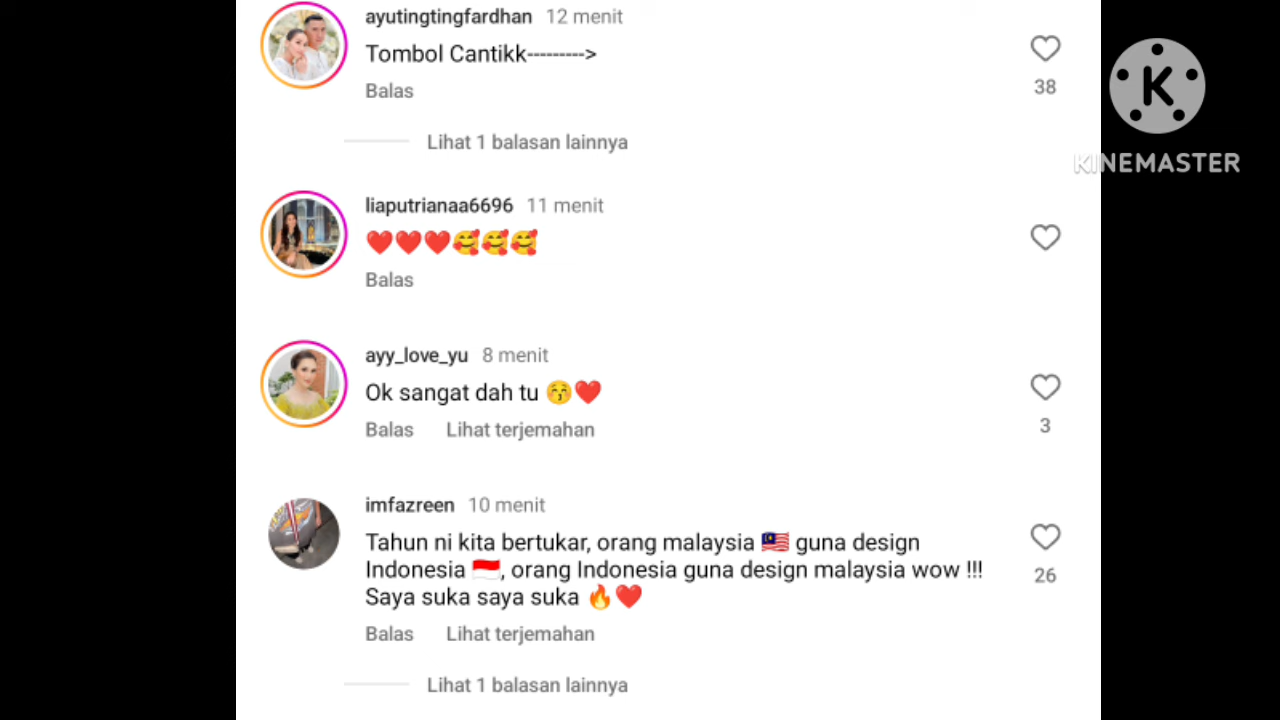 ayutingtingfardhan 12 menit
Tombol Cantikk--------->
38
Balas
Lihat 1 balasan lainnya
K
KINEMASTER
liaputrianaa6696 11 menit
❤️❤️❤️🥰🥰🥰
Balas
ayy_love_yu 8 menit
Ok sangat dah tu 😚❤️
3
Balas Lihat terjemahan
imfazreen 10 menit
Tahun ni kita bertukar, orang malaysia 🇲🇾 guna design
Indonesia 🇮🇩, orang Indonesia guna design malaysia wow !!!
Saya suka saya suka 🔥❤️
26
Balas Lihat terjemahan
Lihat 1 balasan lainnya